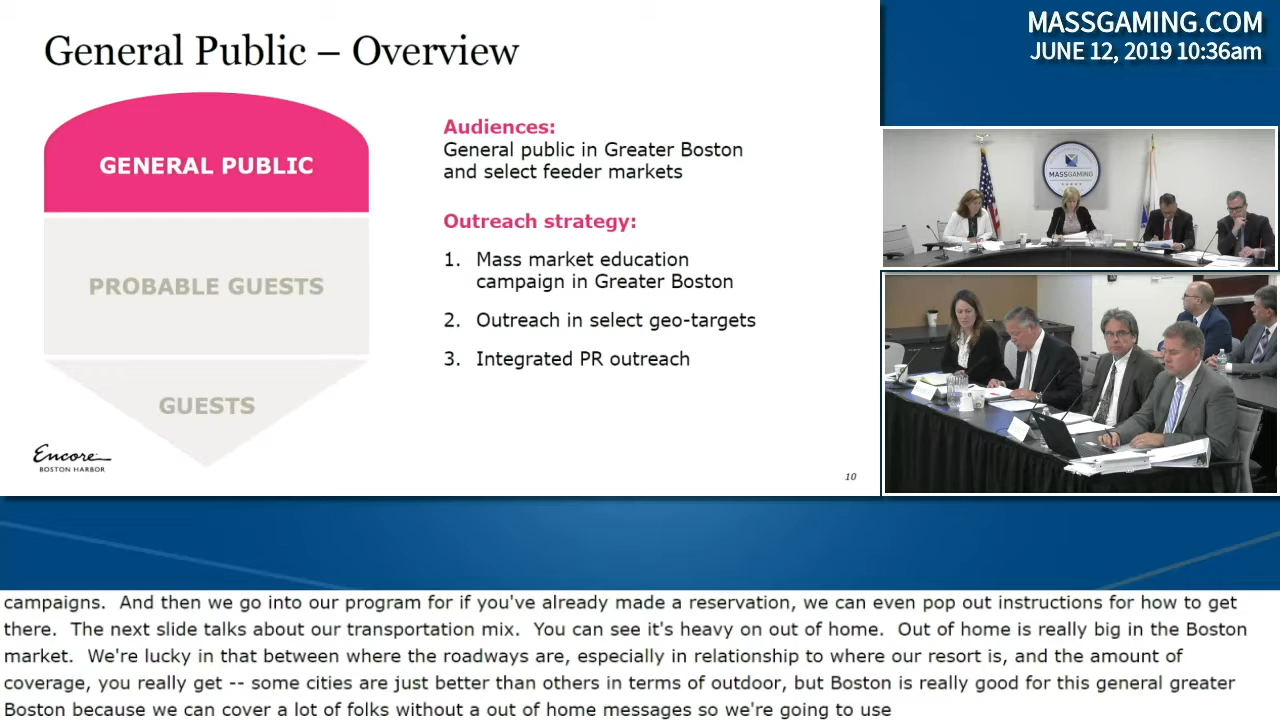 General Public – Overview
MASSGAMING.COM
JUNE 12, 2019 10:36am
GENERAL PUBLIC
PROBABLE GUESTS
GUESTS
Audiences:
General public in Greater Boston
and select feeder markets
Outreach strategy:
1. Mass market education
campaign in Greater Boston
2. Outreach in select geo-targets
3. Integrated PR outreach
Encore
BOSTON HARBOR
10
MASSGAMING
campaigns. And then we go into our program for if you've already made a reservation, we can even pop out instructions for how to get
there. The next slide talks about our transportation mix. You can see it's heavy on out of home. Out of home is really big in the Boston
market. We're lucky in that between where the roadways are, especially in relationship to where our resort is, and the amount of
coverage, you really get -- some cities are just better than others in terms of outdoor, but Boston is really good for this general greater
Boston because we can cover a lot of folks without a out of home messages so we're going to use